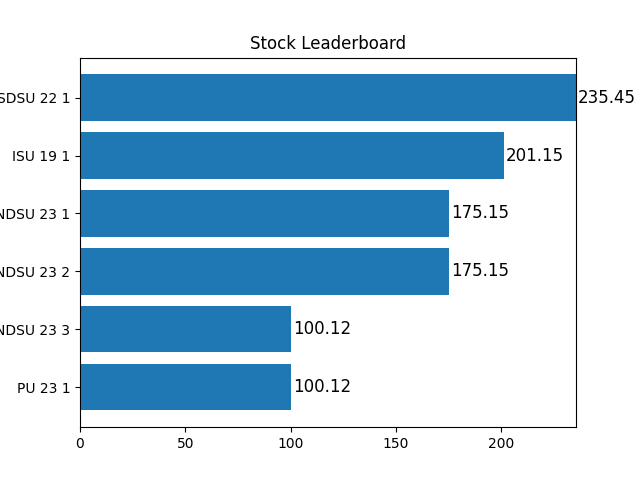 Stock Leaderboard
SDSU 22 1 235.45
ISU 19 1 201.15
NDSU 23 1 175.15
NDSU 23 2 175.15
NDSU 23 3 100.12
PU 23 1 100.12
0 50 100 150 200